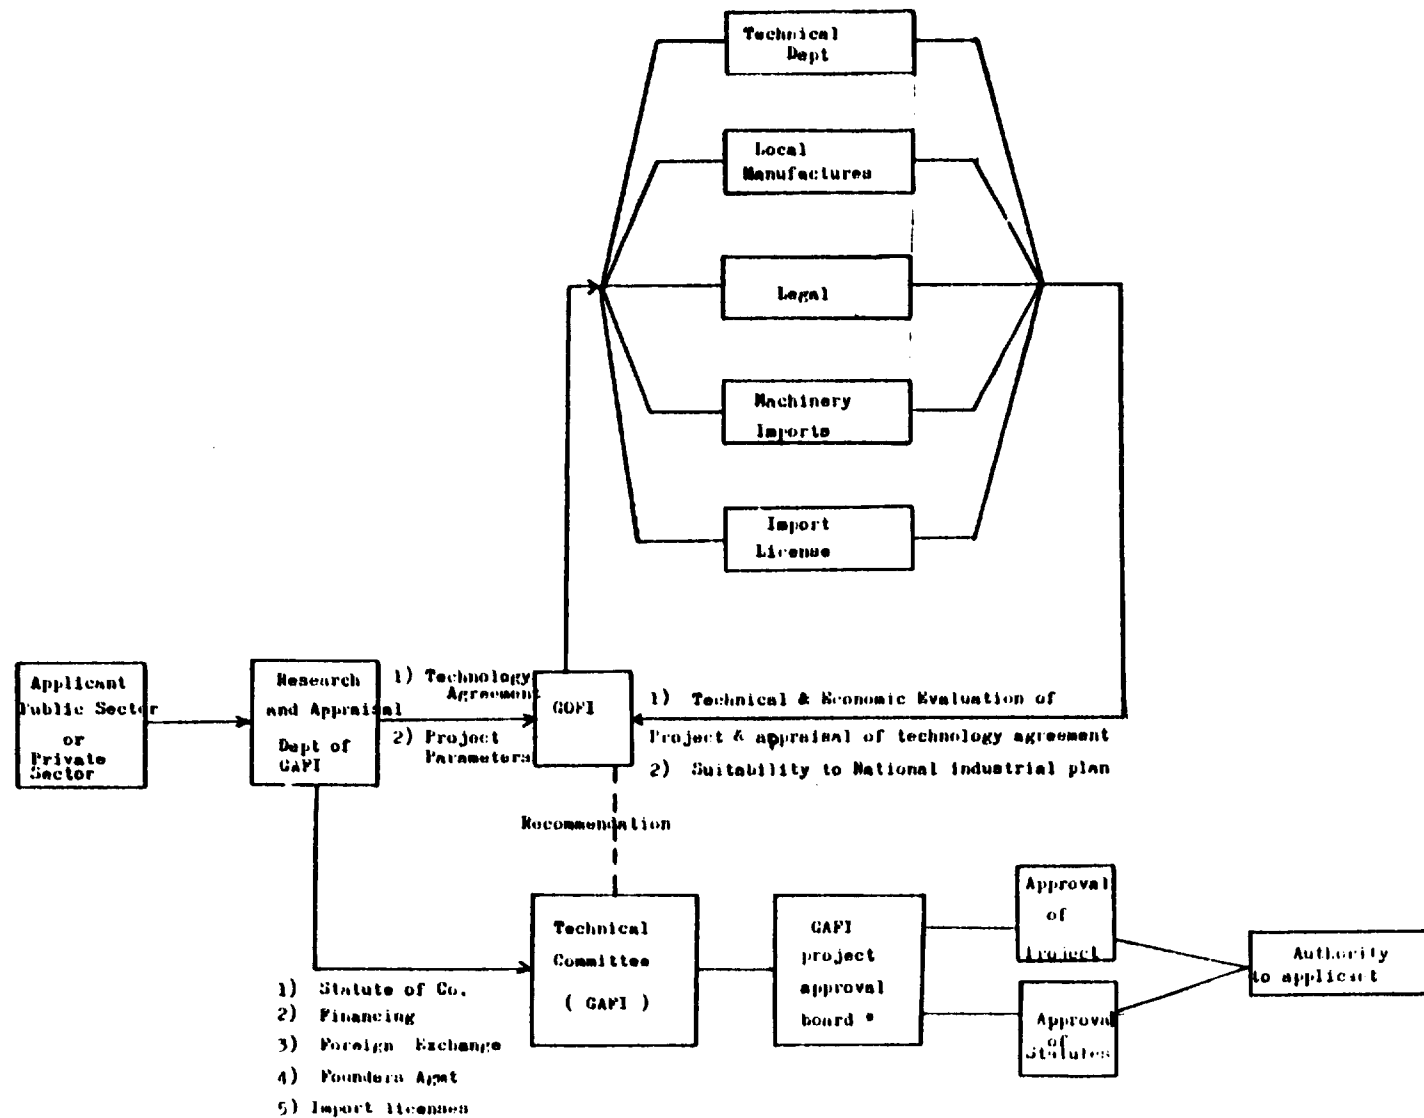 Technical
Dept
Local
Manufactures
Legal
Machinery
Imports
Import
License
Applicant
Public Sector
or
Private
Sector
Research
and Appraisal
Dept of
GAFI
1) Technology
Agreement
2) Project
Parameters
GOFI
1) Technical & Economic Evaluation of
Project & appraisal of technology agreement
2) Suitability to National industrial plan
Recommendation
1) Statute of Co.
2) Financing
3) Foreign Exchange
4) Founders Agmt
5) Import licenses
Technical
Committee
( GAFI )
GAFI
project
approval
board *
Approval
of
Project
Approval
of
Statutes
Authority
to applicant